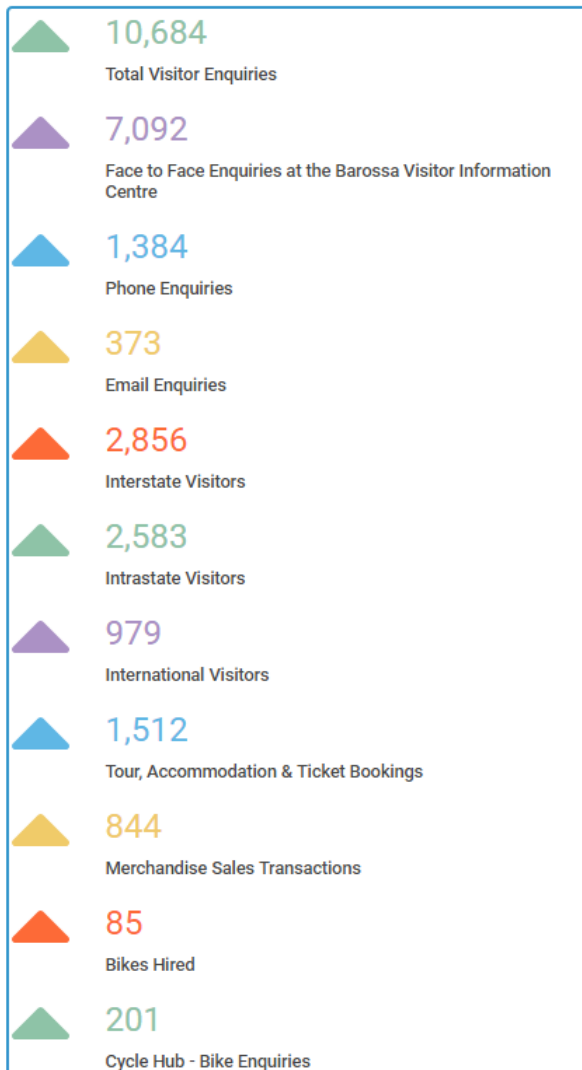 10,684
Total Visitor Enquiries
7,092
Face to Face Enquiries at the Barossa Visitor Information
Centre
1,384
Phone Enquiries
373
Email Enquiries
2,856
Interstate Visitors
2,583
Intrastate Visitors
979
International Visitors
1,512
Tour, Accommodation & Ticket Bookings
844
Merchandise Sales Transactions
85
Bikes Hired
201
Cycle Hub - Bike Enquiries